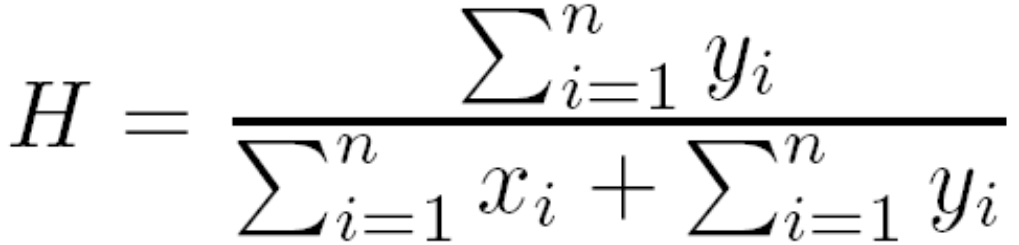 H = \frac{\sum_{i=1}^{n} y_i}{\sum_{i=1}^{n} x_i + \sum_{i=1}^{n} y_i}